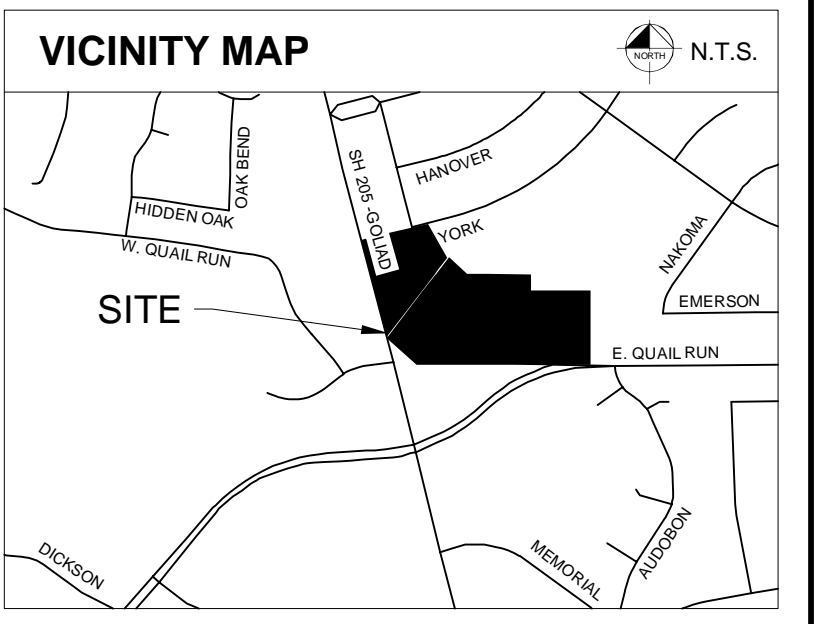 VICINITY MAP
NORTH
N.T.S.
OAK BEND
HIDDEN OAK
W. QUAIL RUN
SH 205 -GOLIAD
HANOVER
YORK
NAKOMA
EMERSON
SITE
E. QUAIL RUN
DICKSON
MEMORIAL
AUDOBON